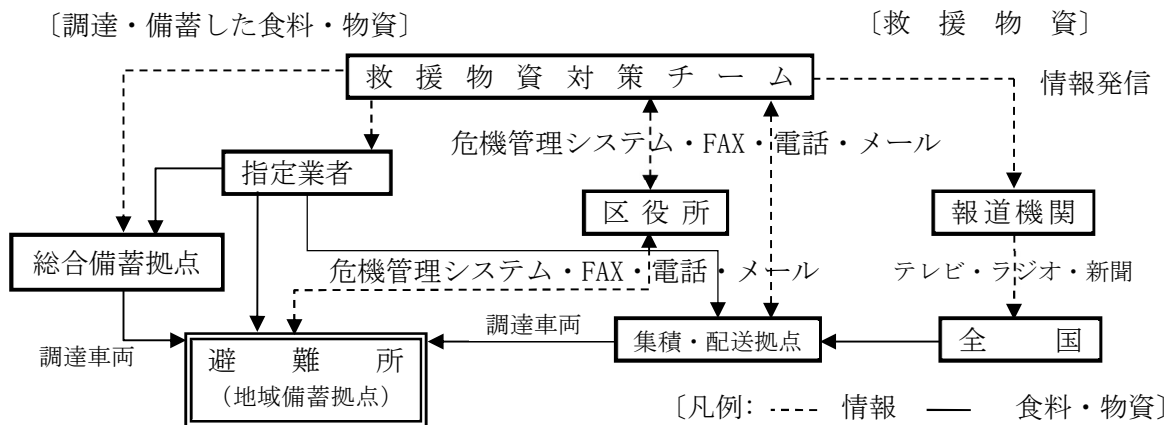 〔調達・備蓄した食料・物資〕
〔救 援 物 資〕
救 援 物 資 対 策 チ ー ム
情報発信
危機管理システム・FAX・電話・メール
指定業者
区 役 所
報 道 機 関
総合備蓄拠点
危機管理システム・FAX・電話・メール
テレビ・ラジオ・新聞
調達車両
調達車両
避 難 所
(地域備蓄拠点)
集積・配送拠点
全 国
〔凡例: ---- 情報 ── 食料・物資〕